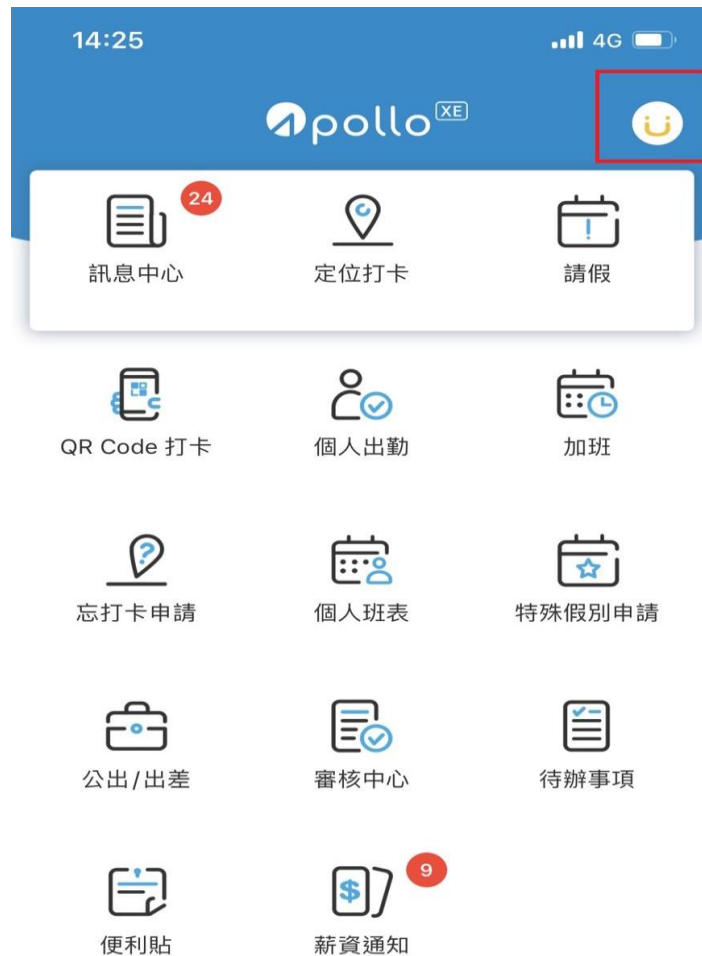 14:25 4G
Apollo XE
24
訊息中心 定位打卡 請假
QR Code 打卡 個人出勤 加班
忘打卡申請 個人班表 特殊假別申請
公出/出差 審核中心 待辦事項
9
便利貼 薪資通知